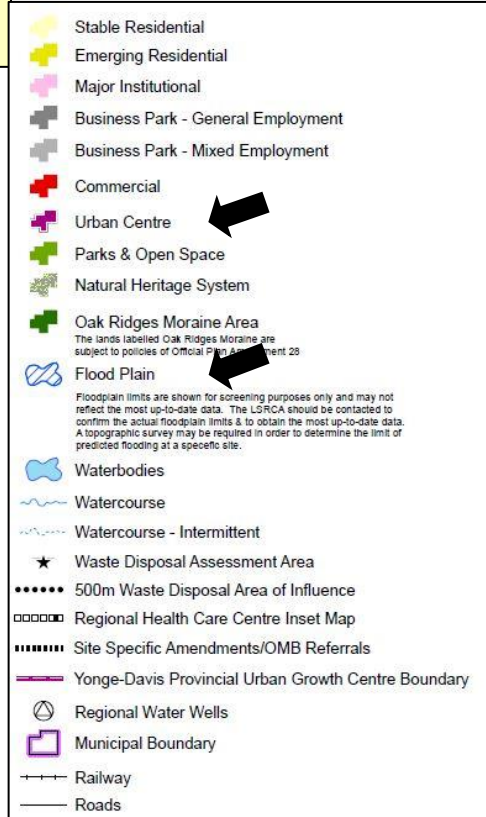 Stable Residential
Emerging Residential
Major Institutional
Business Park - General Employment
Business Park - Mixed Employment
Commercial
Urban Centre
Parks & Open Space
Natural Heritage System
Oak Ridges Moraine Area
The lands labelled Oak Ridges Moraine are
subject to policies of Official Plan 28
Flood Plain
Floodplain limits are shown for screening purposes only and may not
reflect the most up-to-date data. The LSRCA should be contacted to
confirm the actual floodplain limits & to obtain the most up-to-date data.
A topographic survey may be required in order to determine the limit of
predicted flooding at a specefic site.
Waterbodies
Watercourse
Watercourse - Intermittent
Waste Disposal Assessment Area
500m Waste Disposal Area of Influence
Regional Health Care Centre Inset Map
Site Specific Amendments/OMB Referrals
Yonge-Davis Provincial Urban Growth Centre Boundary
Regional Water Wells
Municipal Boundary
Railway
Roads